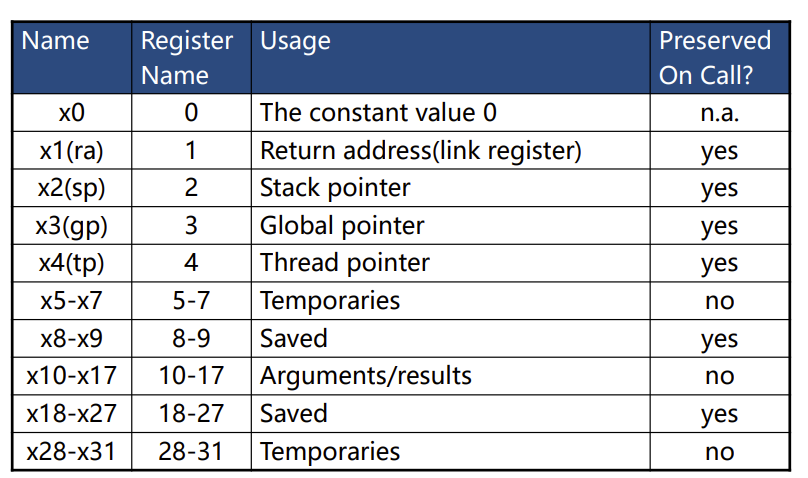 Name Register Name Usage Preserved On Call?
x0 0 The constant value 0 n.a.
x1(ra) 1 Return address(link register) yes
x2(sp) 2 Stack pointer yes
x3(gp) 3 Global pointer yes
x4(tp) 4 Thread pointer yes
x5-x7 5-7 Temporaries no
x8-x9 8-9 Saved yes
x10-x17 10-17 Arguments/results no
x18-x27 18-27 Saved yes
x28-x31 28-31 Temporaries no